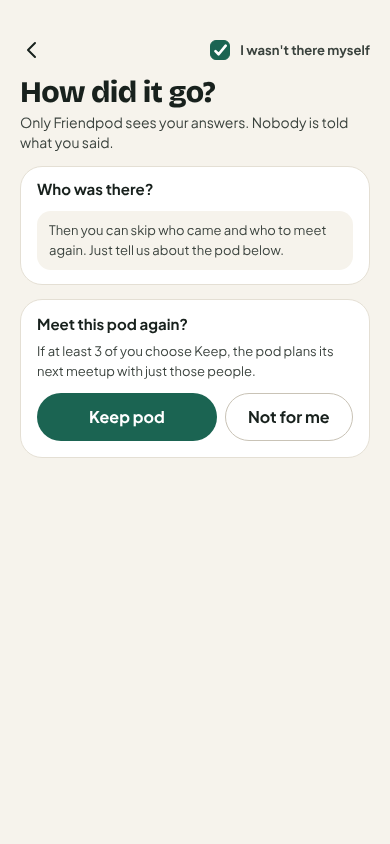 I wasn't there myself
How did it go?
Only Friendpod sees your answers. Nobody is told
what you said.
Who was there?
Then you can skip who came and who to meet
again. Just tell us about the pod below.
Meet this pod again?
If at least 3 of you choose Keep, the pod plans its
next meetup with just those people.
Keep pod
Not for me